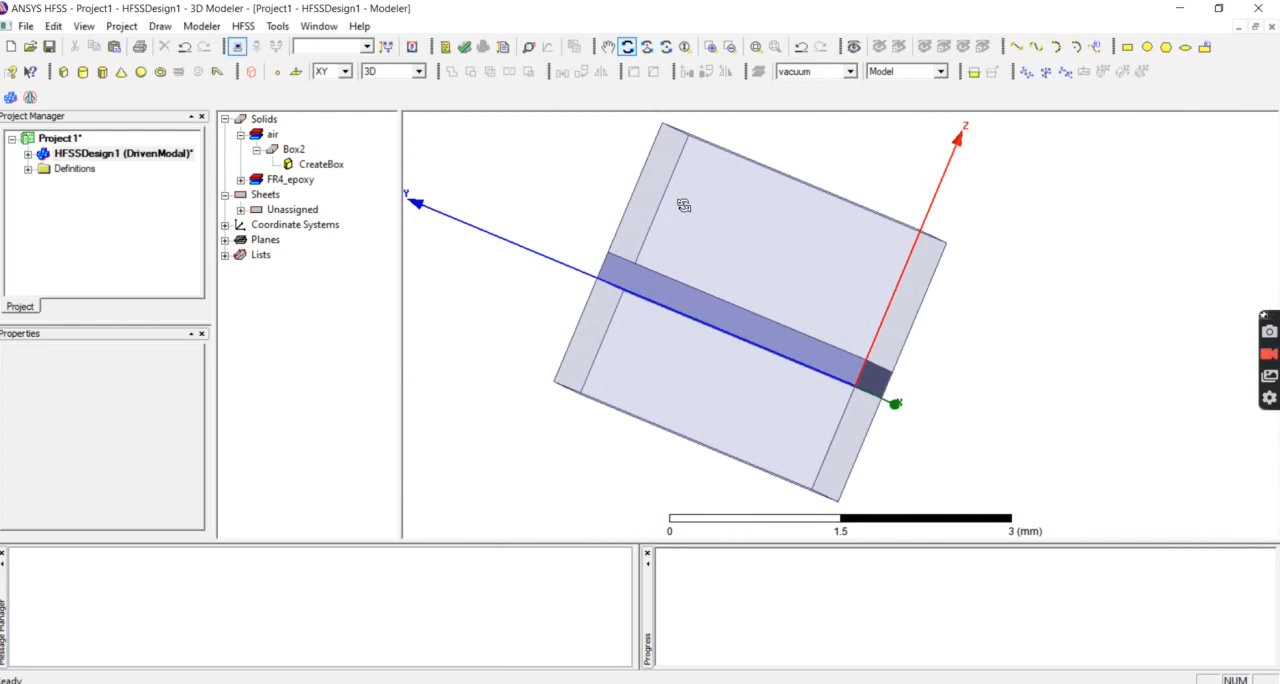 ANSYS HFSS - Project1 - HFSSDesign1 - 3D Modeler - [Project1 - HFSSDesign1 - Modeler]
File Edit View Project Draw Modeler HFSS Tools Window Help
XY 3D vacuum Model
Project Manager
Project1*
HFSSDesign1 (DrivenModal)*
Definitions
Project
Properties
Solids
air
Box2
CreateBox
FR4_epoxy
Sheets
Unassigned
Coordinate Systems
Planes
Lists
Z
Y
X
0 1.5 3 (mm)
Message Manager
Progress
eady
NUM